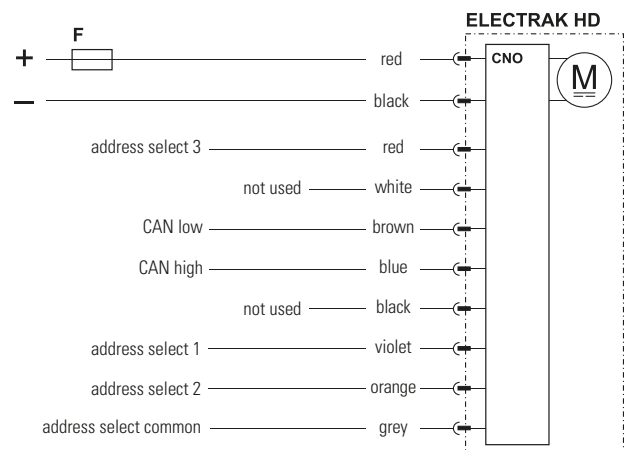 ELECTRAK HD
F
+ red CNO
M
− black
address select 3 red
not used white
CAN low brown
CAN high blue
not used black
address select 1 violet
address select 2 orange
address select common grey